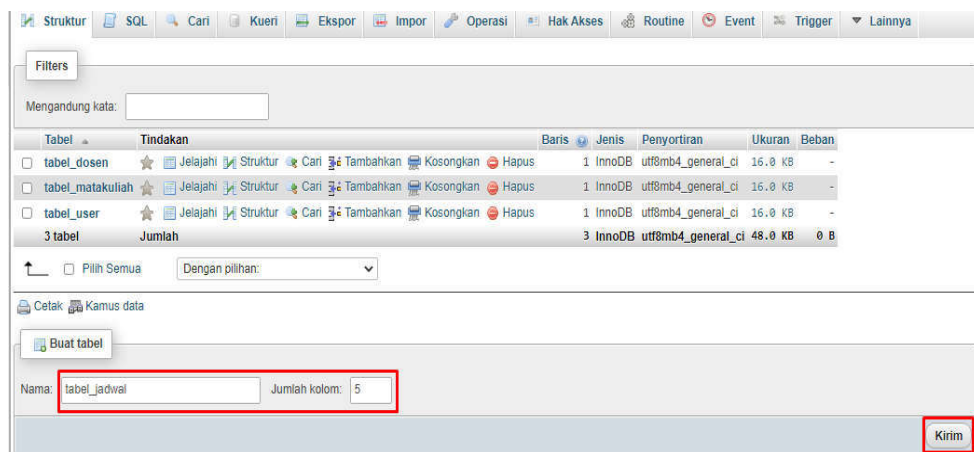 Struktur SQL Cari Kueri Ekspor Impor Operasi Hak Akses Routine Event Trigger Lainnya
Filters
Mengandung kata:
Tabel Tindakan Baris Jenis Penyortiran Ukuran Beban
tabel_dosen Jelajahi Struktur Cari Tambahkan Kosongkan Hapus 1 InnoDB utf8mb4_general_ci 16.0 KB -
tabel_matakuliah Jelajahi Struktur Cari Tambahkan Kosongkan Hapus 1 InnoDB utf8mb4_general_ci 16.0 KB -
tabel_user Jelajahi Struktur Cari Tambahkan Kosongkan Hapus 1 InnoDB utf8mb4_general_ci 16.0 KB -
3 tabel Jumlah 3 InnoDB utf8mb4_general_ci 48.0 KB 0 B
Pilih Semua Dengan pilihan:
Cetak Kamus data
Buat tabel
Nama: tabel_jadwal Jumlah kolom: 5
Kirim